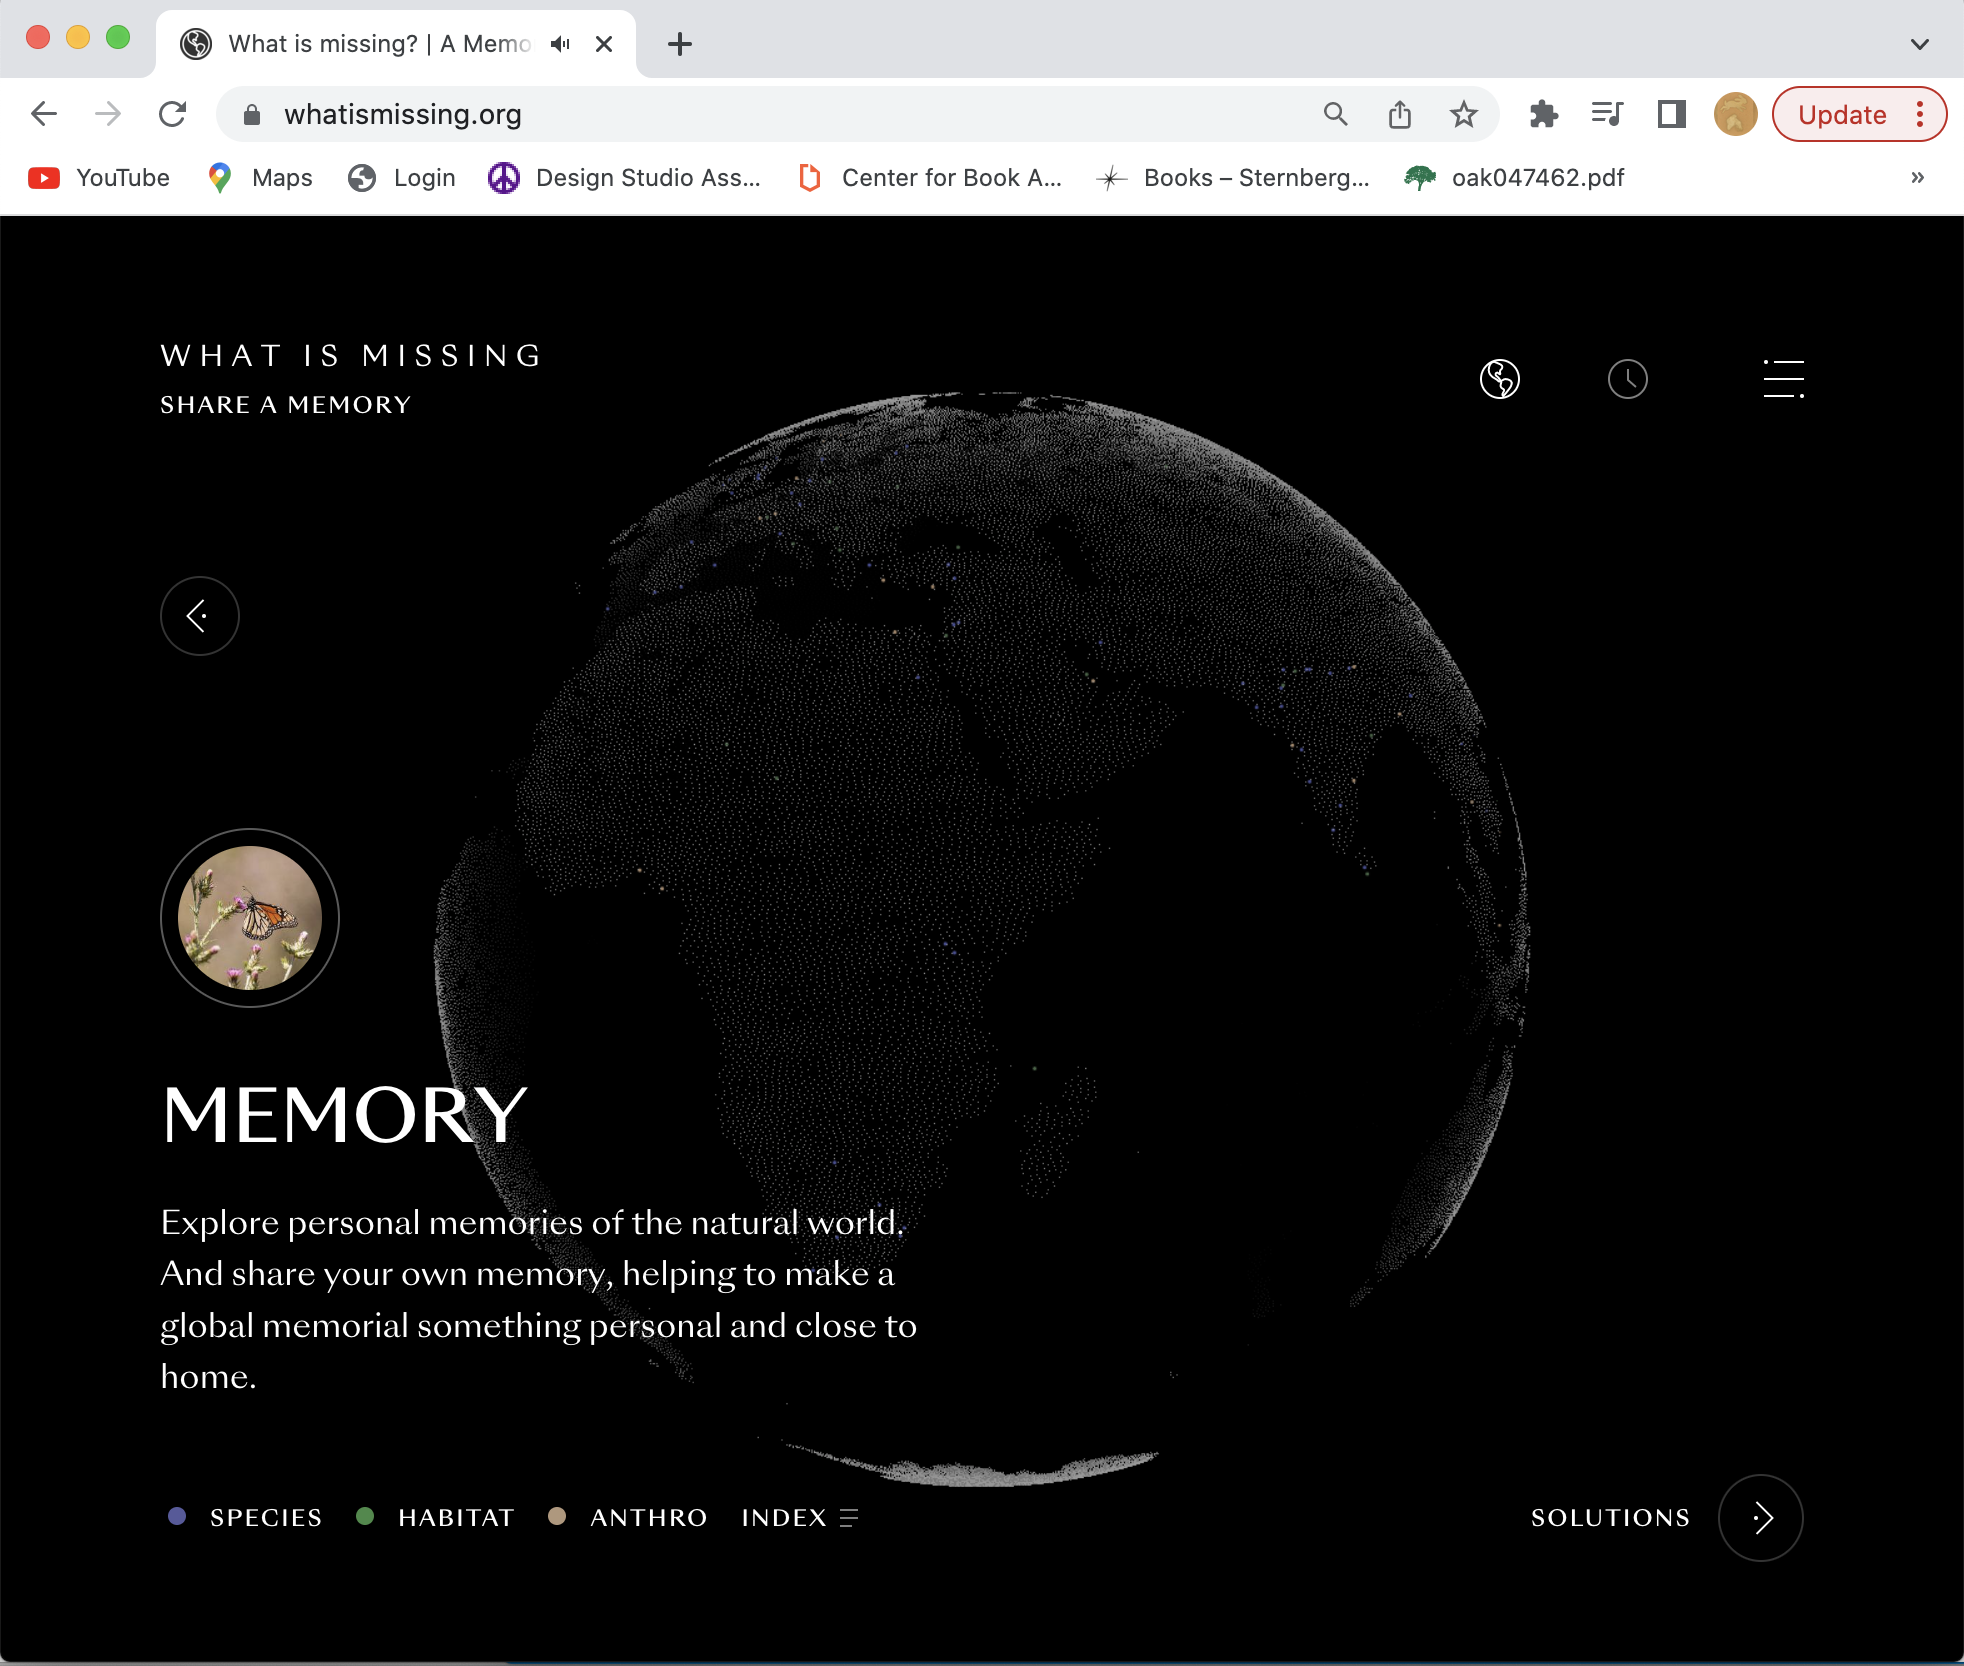 What is missing? | A Memo
whatismissing.org
Update
YouTube
Maps
Login
Design Studio Ass...
Center for Book A...
Books – Sternberg...
oak047462.pdf
»
WHAT IS MISSING
SHARE A MEMORY
MEMORY
Explore personal memories of the natural world.
And share your own memory, helping to make a
global memorial something personal and close to
home.
SPECIES
HABITAT
ANTHRO
INDEX
SOLUTIONS